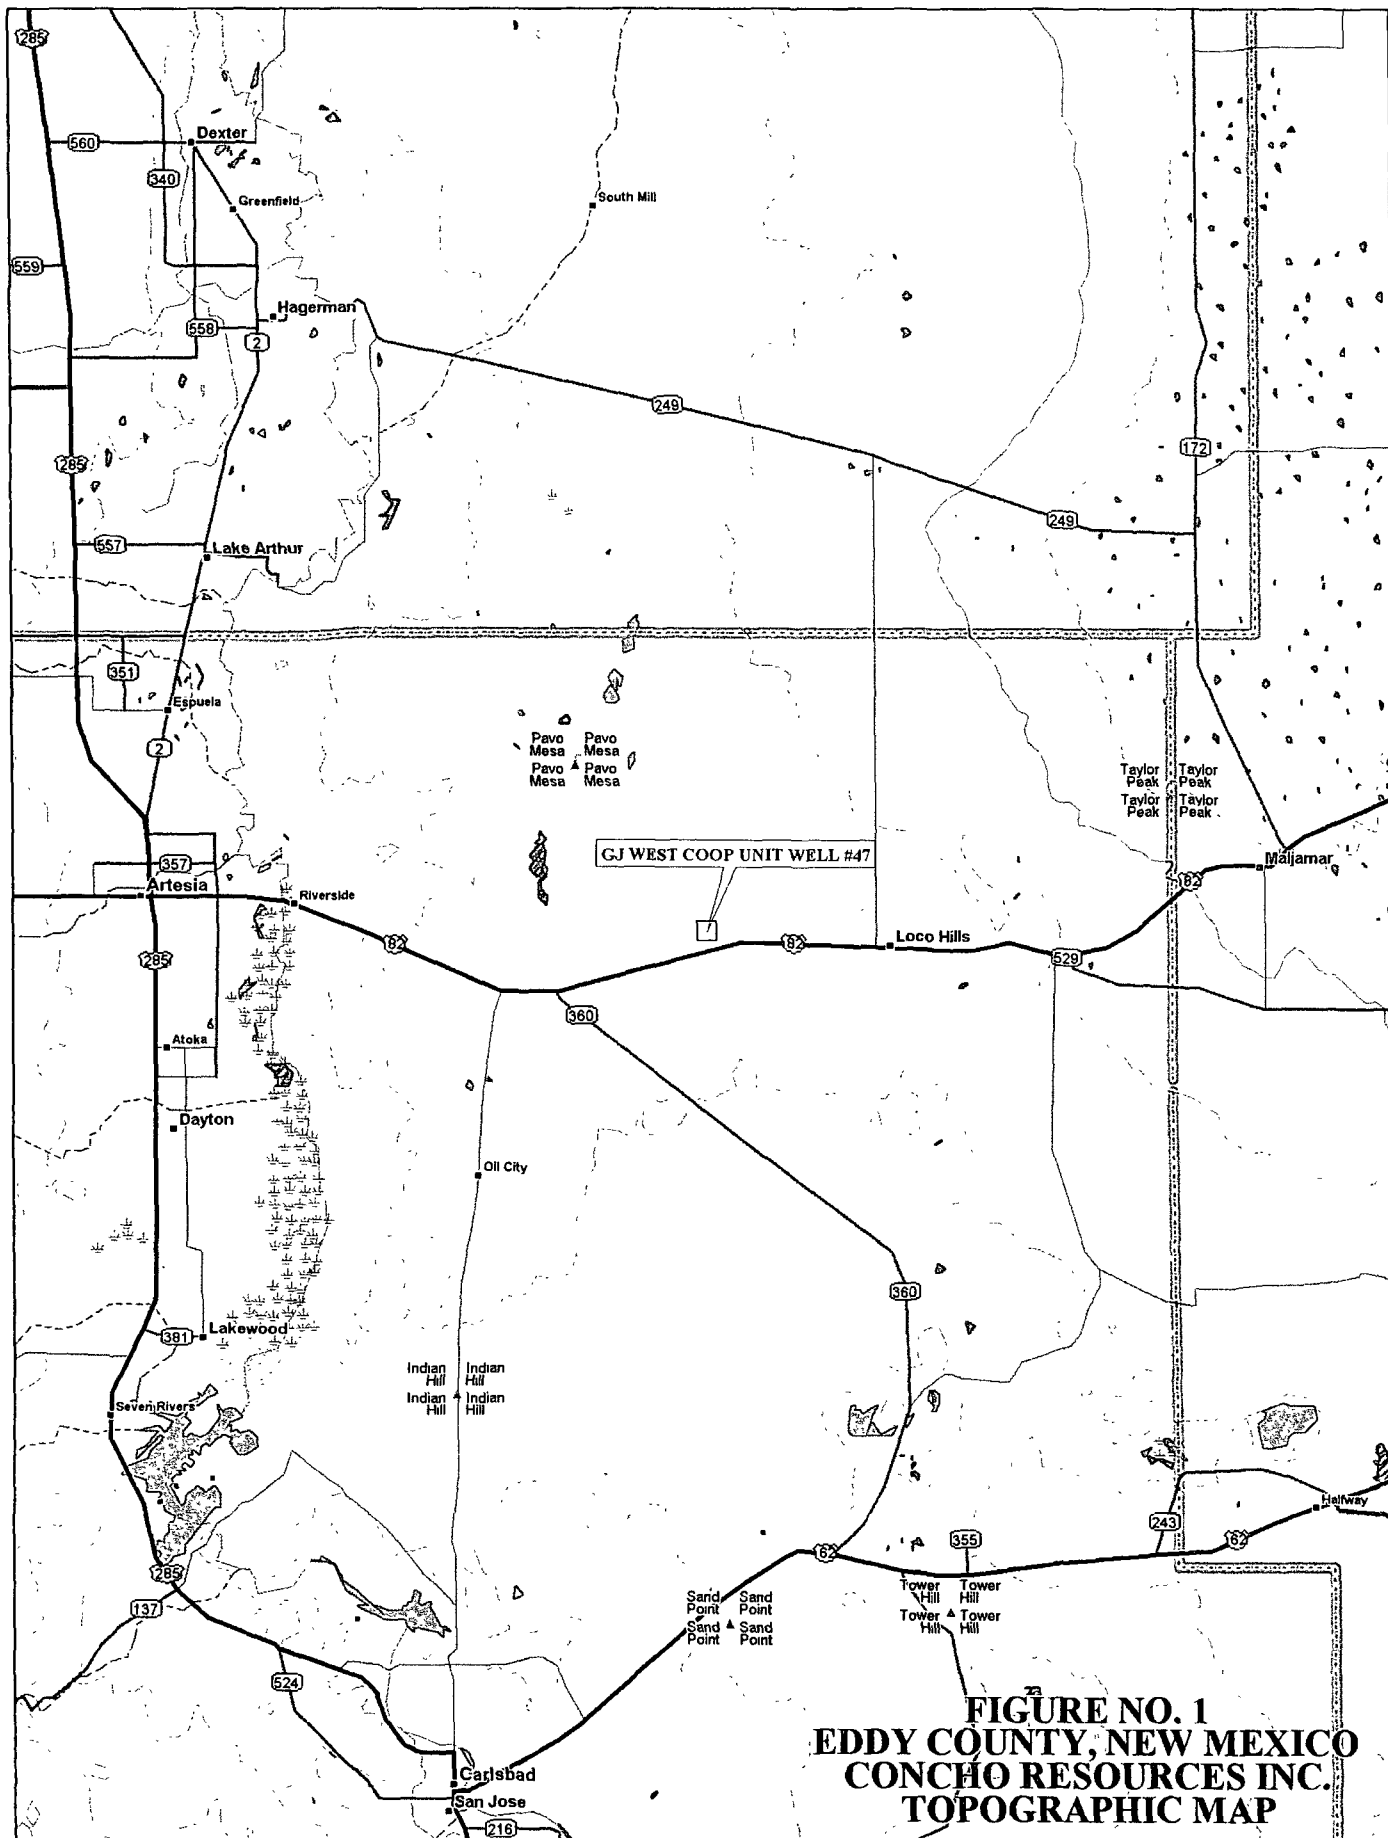 285
560
Dexter
340
Greenfield
South Mill
559
Hagerman
558
2
249
172
285
249
557
Lake Arthur
351
Espuela
2
Pavo Mesa
Pavo Mesa
Pavo Mesa
Pavo Mesa
Taylor Peak
Taylor Peak
Taylor Peak
Taylor Peak
GJ WEST COOP UNIT WELL #47
357
Maljamar
Artesia
82
Riverside
82
82
Loco Hills
285
529
360
Atoka
Dayton
Oil City
360
381
Lakewood
Indian Hill
Indian Hill
Indian Hill
Indian Hill
Seven Rivers
Halfway
243
62
355
62
285
Tower Hill
Tower Hill
Tower Hill
Tower Hill
Sand Point
Sand Point
Sand Point
Sand Point
137
524
Carlsbad
San Jose
216
FIGURE NO. 1
EDDY COUNTY, NEW MEXICO
CONCHO RESOURCES INC.
TOPOGRAPHIC MAP